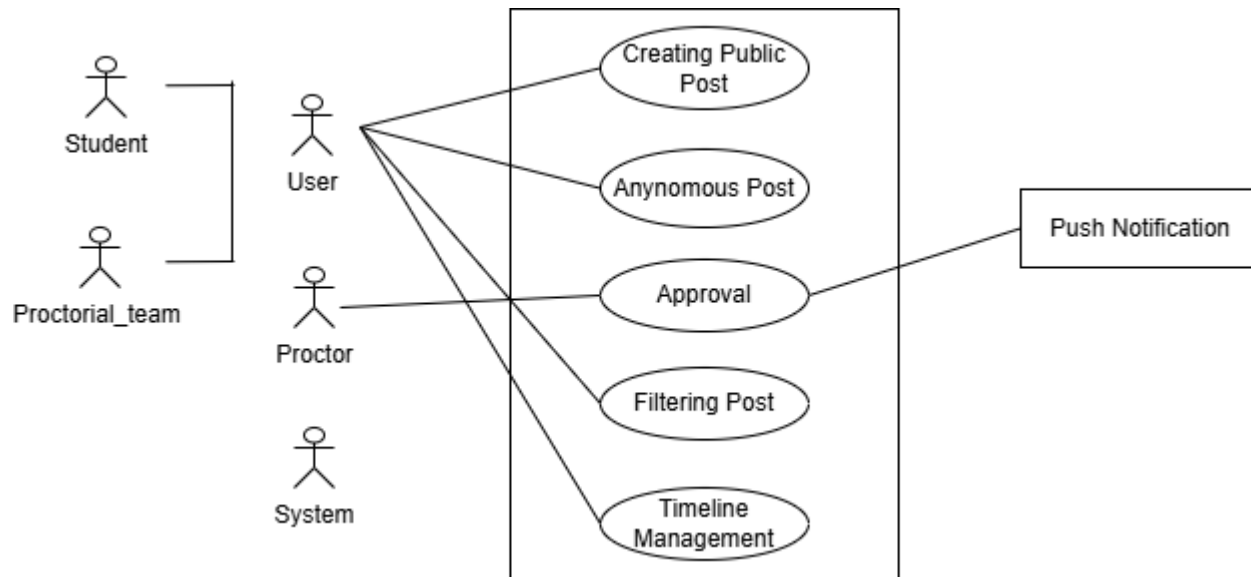 Student
Proctorial_team
User
Proctor
System
Creating Public
Post
Anynomous Post
Approval
Filtering Post
Timeline
Management
Push Notification